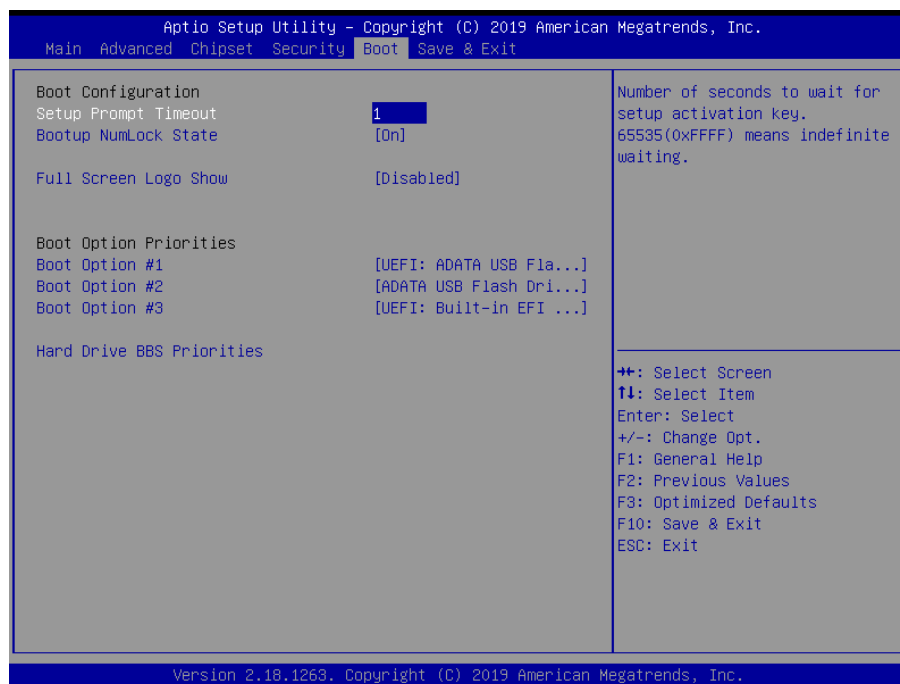 Aptio Setup Utility – Copyright (C) 2019 American Megatrends, Inc.
Main Advanced Chipset Security Boot Save & Exit
Boot Configuration
Setup Prompt Timeout 1
Bootup NumLock State [On]
Full Screen Logo Show [Disabled]
Boot Option Priorities
Boot Option #1 [UEFI: ADATA USB Fla...]
Boot Option #2 [ADATA USB Flash Dri...]
Boot Option #3 [UEFI: Built-in EFI ...]
Hard Drive BBS Priorities
Number of seconds to wait for
setup activation key.
65535(0xFFFF) means indefinite
waiting.
→←: Select Screen
↑↓: Select Item
Enter: Select
+/-: Change Opt.
F1: General Help
F2: Previous Values
F3: Optimized Defaults
F10: Save & Exit
ESC: Exit
Version 2.18.1263. Copyright (C) 2019 American Megatrends, Inc.